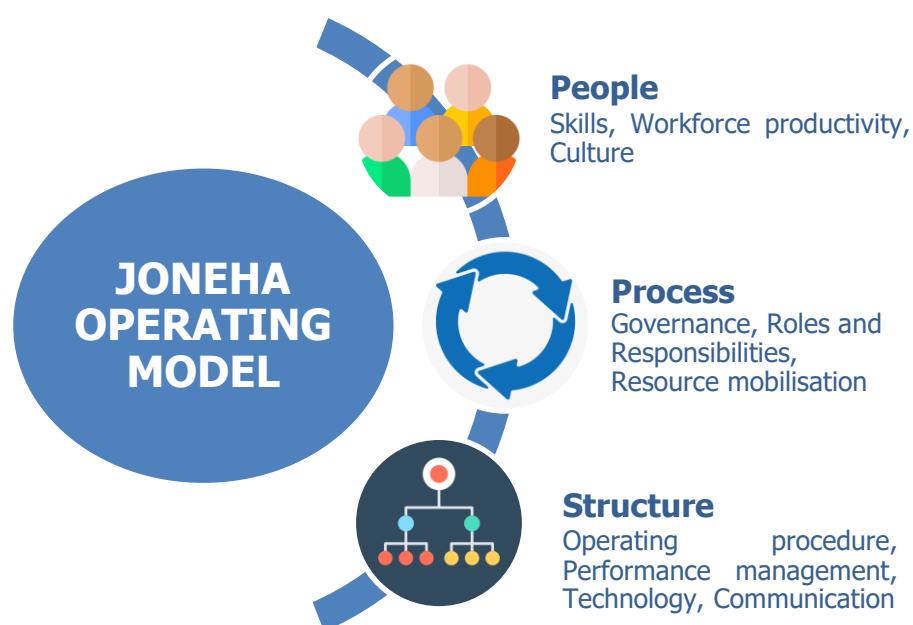 JONEHA
OPERATING
MODEL
People
Skills, Workforce productivity,
Culture
Process
Governance, Roles and
Responsibilities,
Resource mobilisation
Structure
Operating procedure,
Performance management,
Technology, Communication